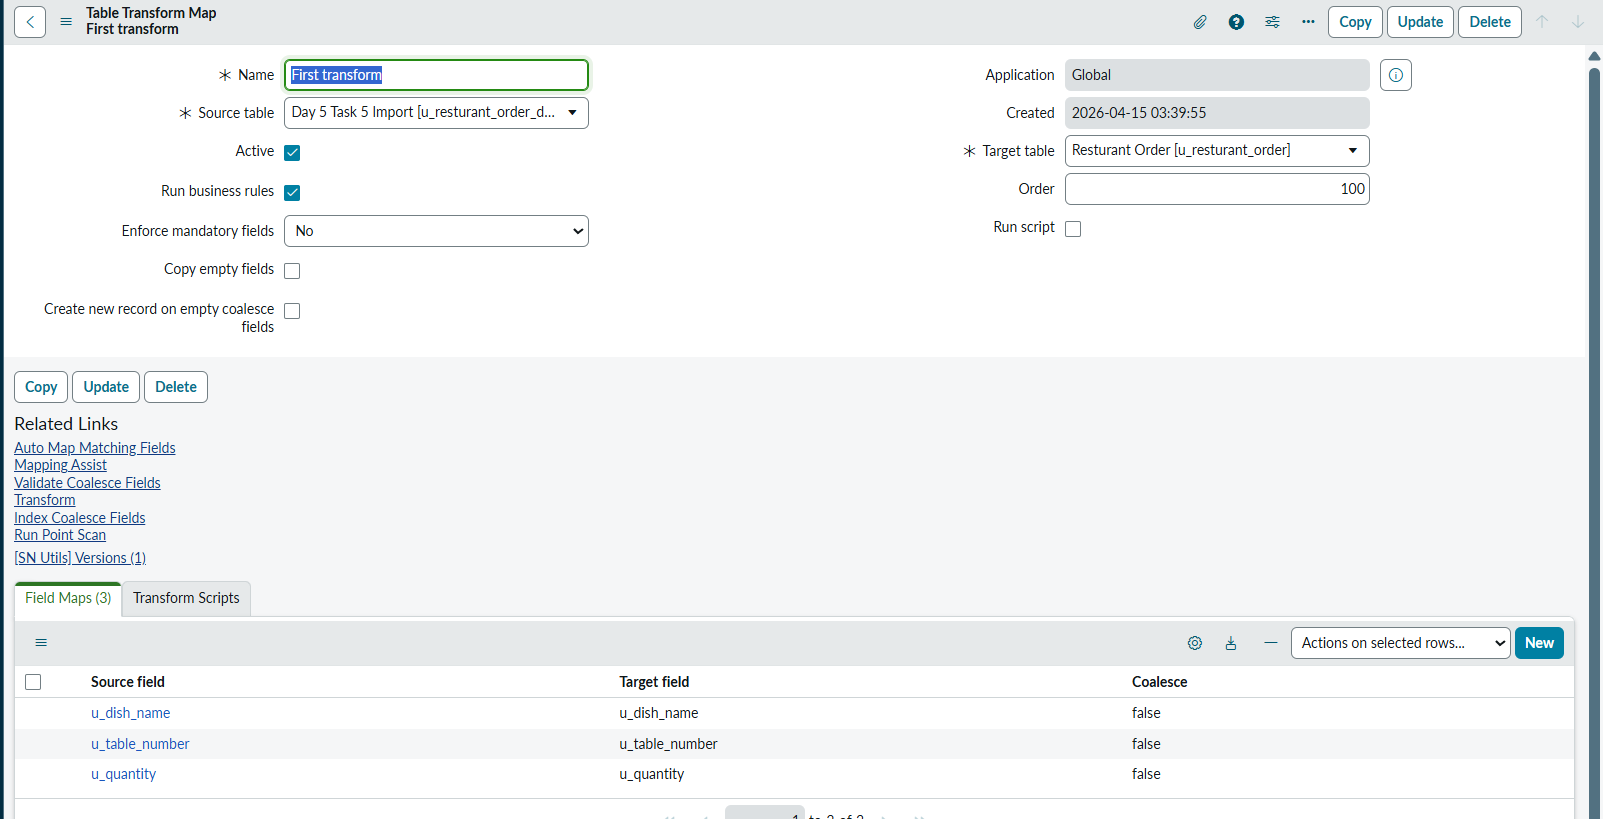 Table Transform Map
First transform
Copy
Update
Delete
Name
First transform
Source table
Day 5 Task 5 Import [u_resturant_order_d...
Active
Run business rules
Enforce mandatory fields
No
Copy empty fields
Create new record on empty coalesce
fields
Application
Global
Created
2026-04-15 03:39:55
Target table
Resturant Order [u_resturant_order]
Order
100
Run script
Copy
Update
Delete
Related Links
Auto Map Matching Fields
Mapping Assist
Validate Coalesce Fields
Transform
Index Coalesce Fields
Run Point Scan
[SN Utils] Versions (1)
Field Maps (3)
Transform Scripts
Actions on selected rows...
New
Source field Target field Coalesce
u_dish_name u_dish_name false
u_table_number u_table_number false
u_quantity u_quantity false